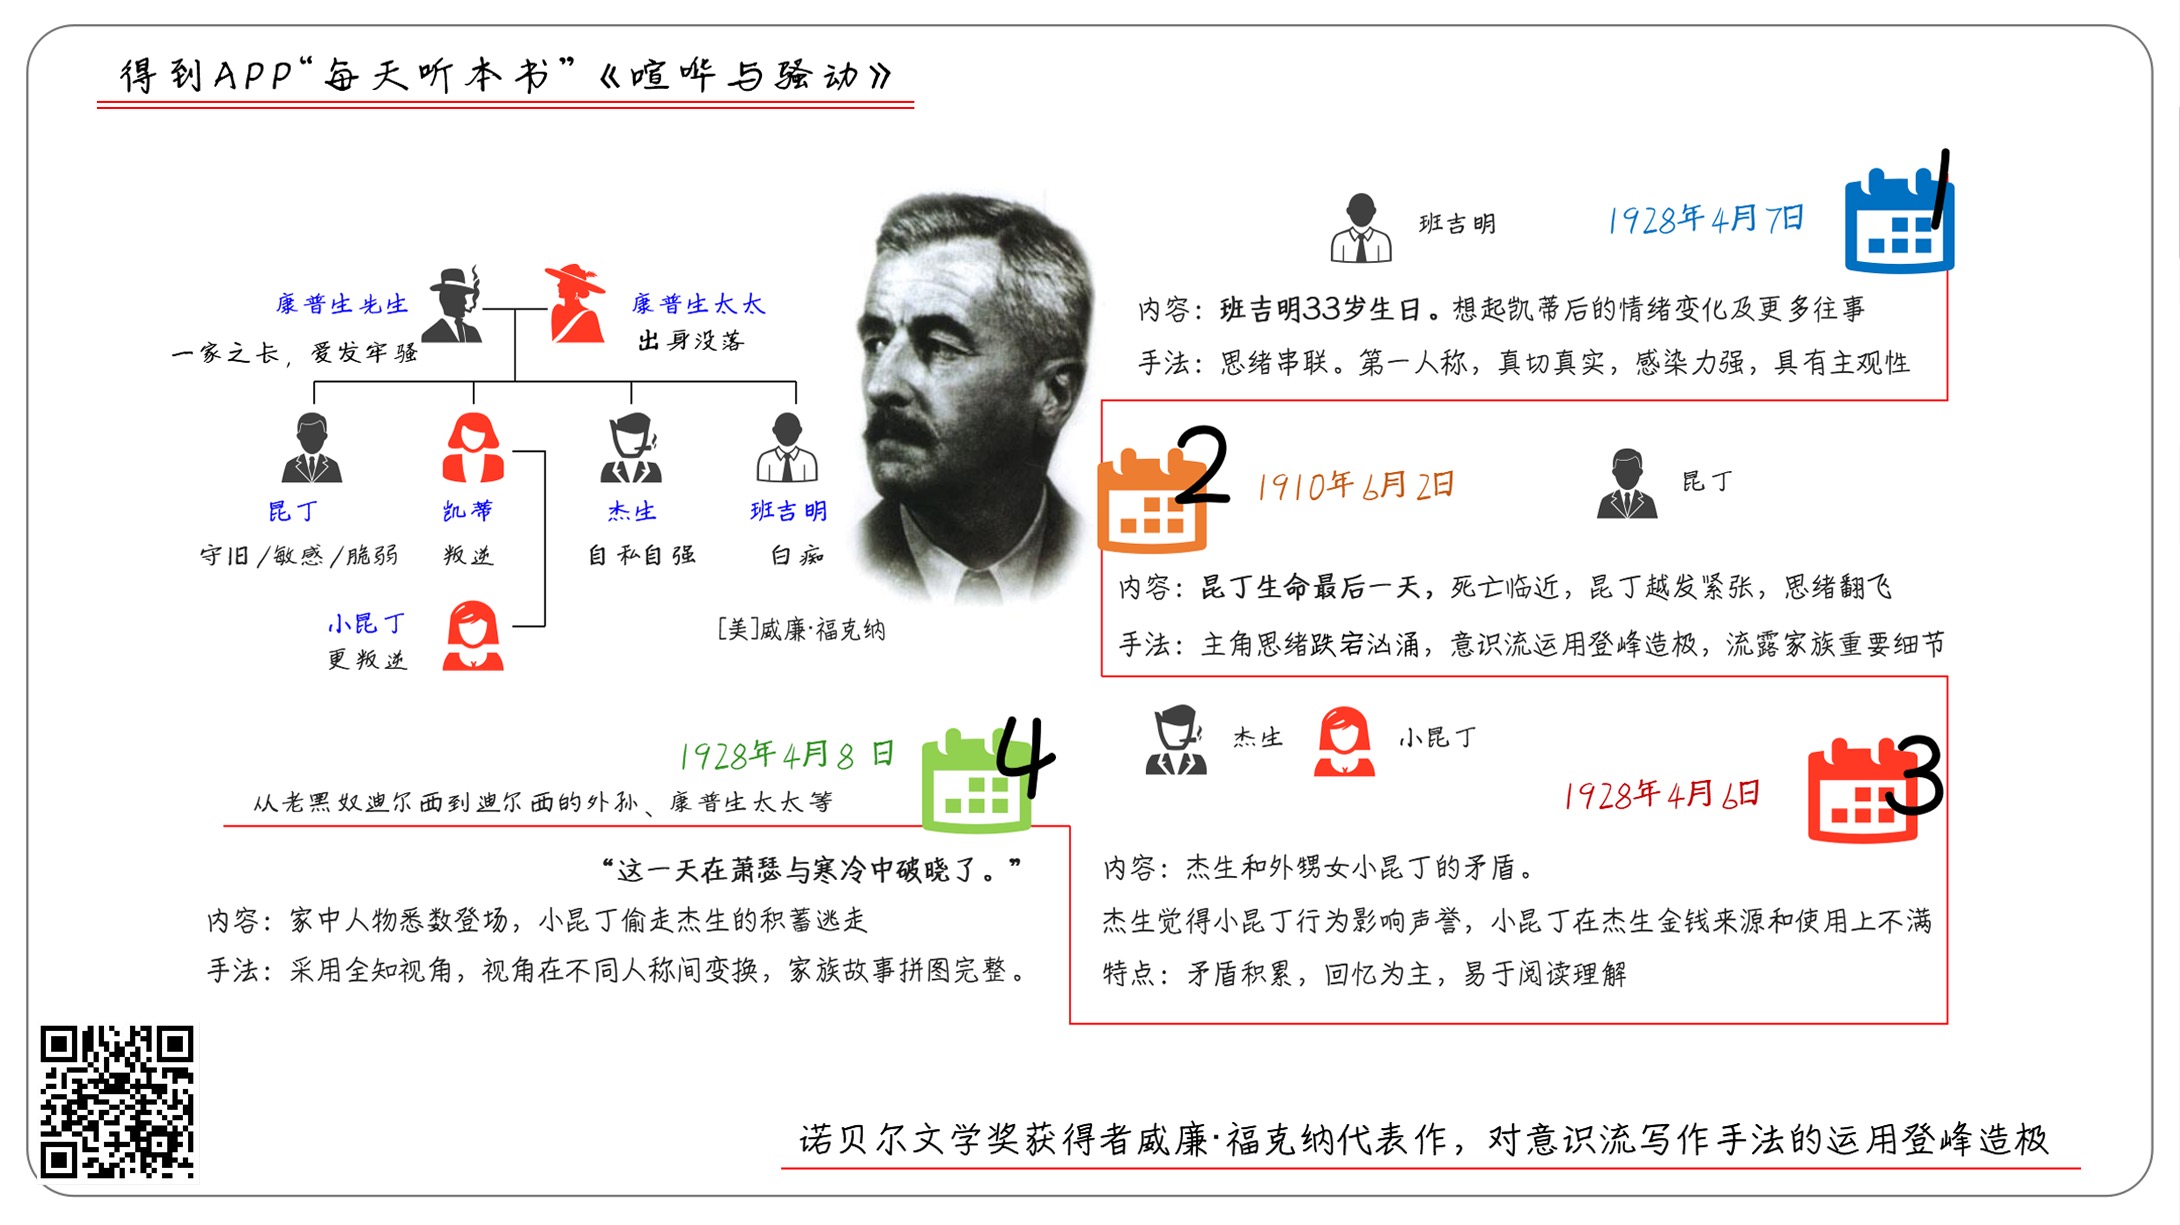 得到APP“每天听本书”《喧哗与骚动》
康普生先生
一家之长，爱发牢骚
康普生太太
出身没落
昆丁
守旧/敏感/脆弱
凯蒂
叛逆
杰生
自私自强
班吉明
白痴
小昆丁
更叛逆
[美]威廉·福克纳
班吉明
1928年4月7日
1
内容：班吉明33岁生日。想起凯蒂后的情绪变化及更多往事
手法：思绪串联。第一人称，真切真实，感染力强，具有主观性
2
1910年6月2日
昆丁
内容：昆丁生命最后一天，死亡临近，昆丁越发紧张，思绪翻飞
手法：主角思绪跌宕汹涌，意识流运用登峰造极，流露家族重要细节
杰生
小昆丁
1928年4月6日
3
内容：杰生和外甥女小昆丁的矛盾。
杰生觉得小昆丁行为影响声誉，小昆丁在杰生金钱来源和使用上不满
特点：矛盾积累，回忆为主，易于阅读理解
1928年4月8日
4
从老黑奴迪尔西到迪尔西的外孙、康普生太太等
“这一天在萧瑟与寒冷中破晓了。”
内容：家中人物悉数登场，小昆丁偷走杰生的积蓄逃走
手法：采用全知视角，视角在不同人称间变换，家族故事拼图完整。
诺贝尔文学奖获得者威廉·福克纳代表作，对意识流写作手法的运用登峰造极